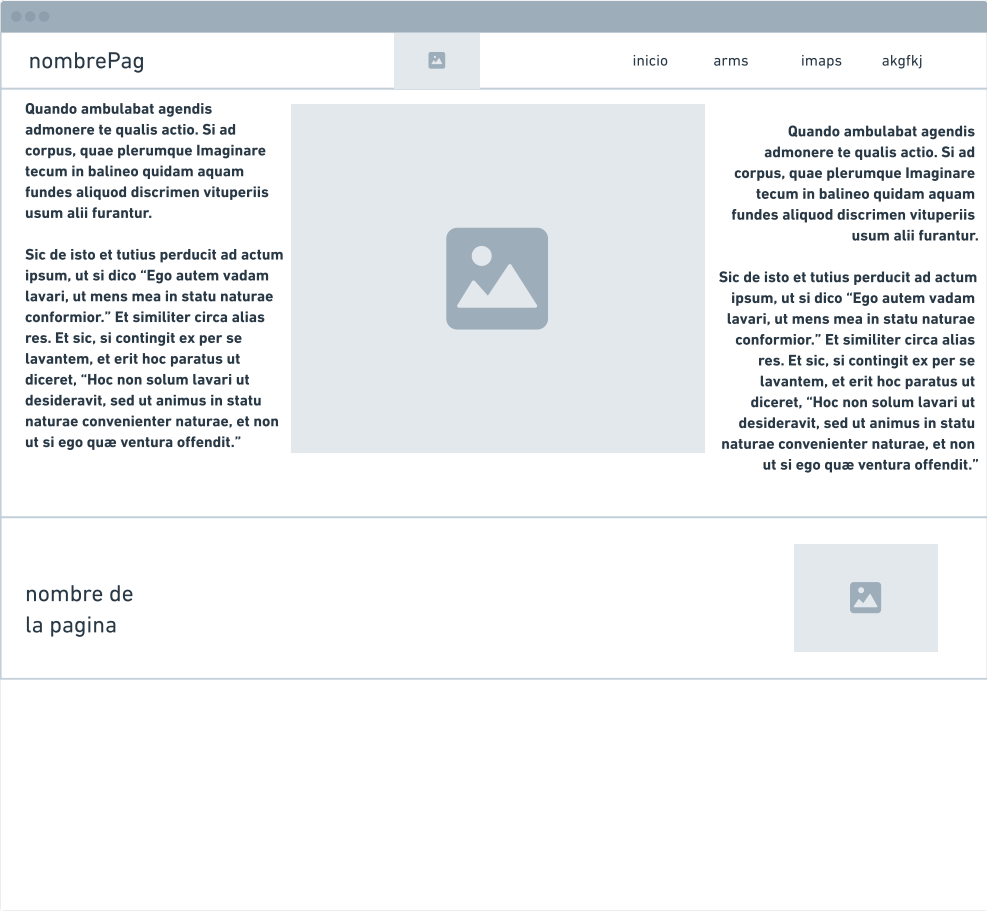 nombrePag
inicio
arms
imaps
akgfkj
Quando ambulabat agendis
admonere te qualis actio. Si ad
corpus, quae plerumque Imaginare
tecum in balineo quidam aquam
fundes aliquod discrimen vituperiis
usum alii furantur.
Sic de isto et tutius perducit ad actum
ipsum, ut si dico “Ego autem vadam
lavari, ut mens mea in statu naturae
conformior.” Et similiter circa alias
res. Et sic, si contingit ex per se
lavantem, et erit hoc paratus ut
diceret, “Hoc non solum lavari ut
desideravit, sed ut animus in statu
naturae convenienter naturae, et non
ut si ego quæ ventura offendit.”
Quando ambulabat agendis
admonere te qualis actio. Si ad
corpus, quae plerumque Imaginare
tecum in balineo quidam aquam
fundes aliquod discrimen vituperiis
usum alii furantur.
Sic de isto et tutius perducit ad actum
ipsum, ut si dico “Ego autem vadam
lavari, ut mens mea in statu naturae
conformior.” Et similiter circa alias
res. Et sic, si contingit ex per se
lavantem, et erit hoc paratus ut
diceret, “Hoc non solum lavari ut
desideravit, sed ut animus in statu
naturae convenienter naturae, et non
ut si ego quæ ventura offendit.”
nombre de
la pagina